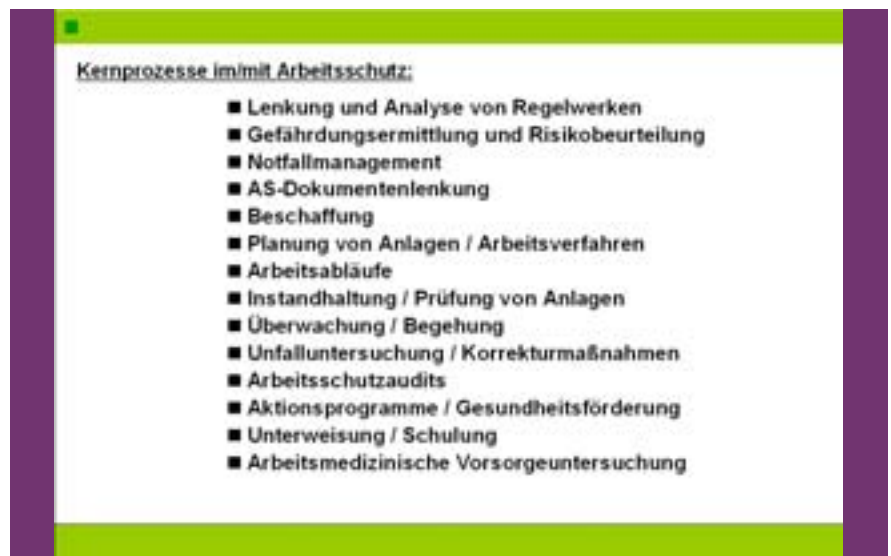 Kernprozesse im/mit Arbeitsschutz:
■ Lenkung und Analyse von Regelwerken
■ Gefährdungsermittlung und Risikobeurteilung
■ Notfallmanagement
■ AS-Dokumentenlenkung
■ Beschaffung
■ Planung von Anlagen / Arbeitsverfahren
■ Arbeitsabläufe
■ Instandhaltung / Prüfung von Anlagen
■ Überwachung / Begehung
■ Unfalluntersuchung / Korrekturmaßnahmen
■ Arbeitsschutzaudits
■ Aktionsprogramme / Gesundheitsförderung
■ Unterweisung / Schulung
■ Arbeitsmedizinische Vorsorgeuntersuchung